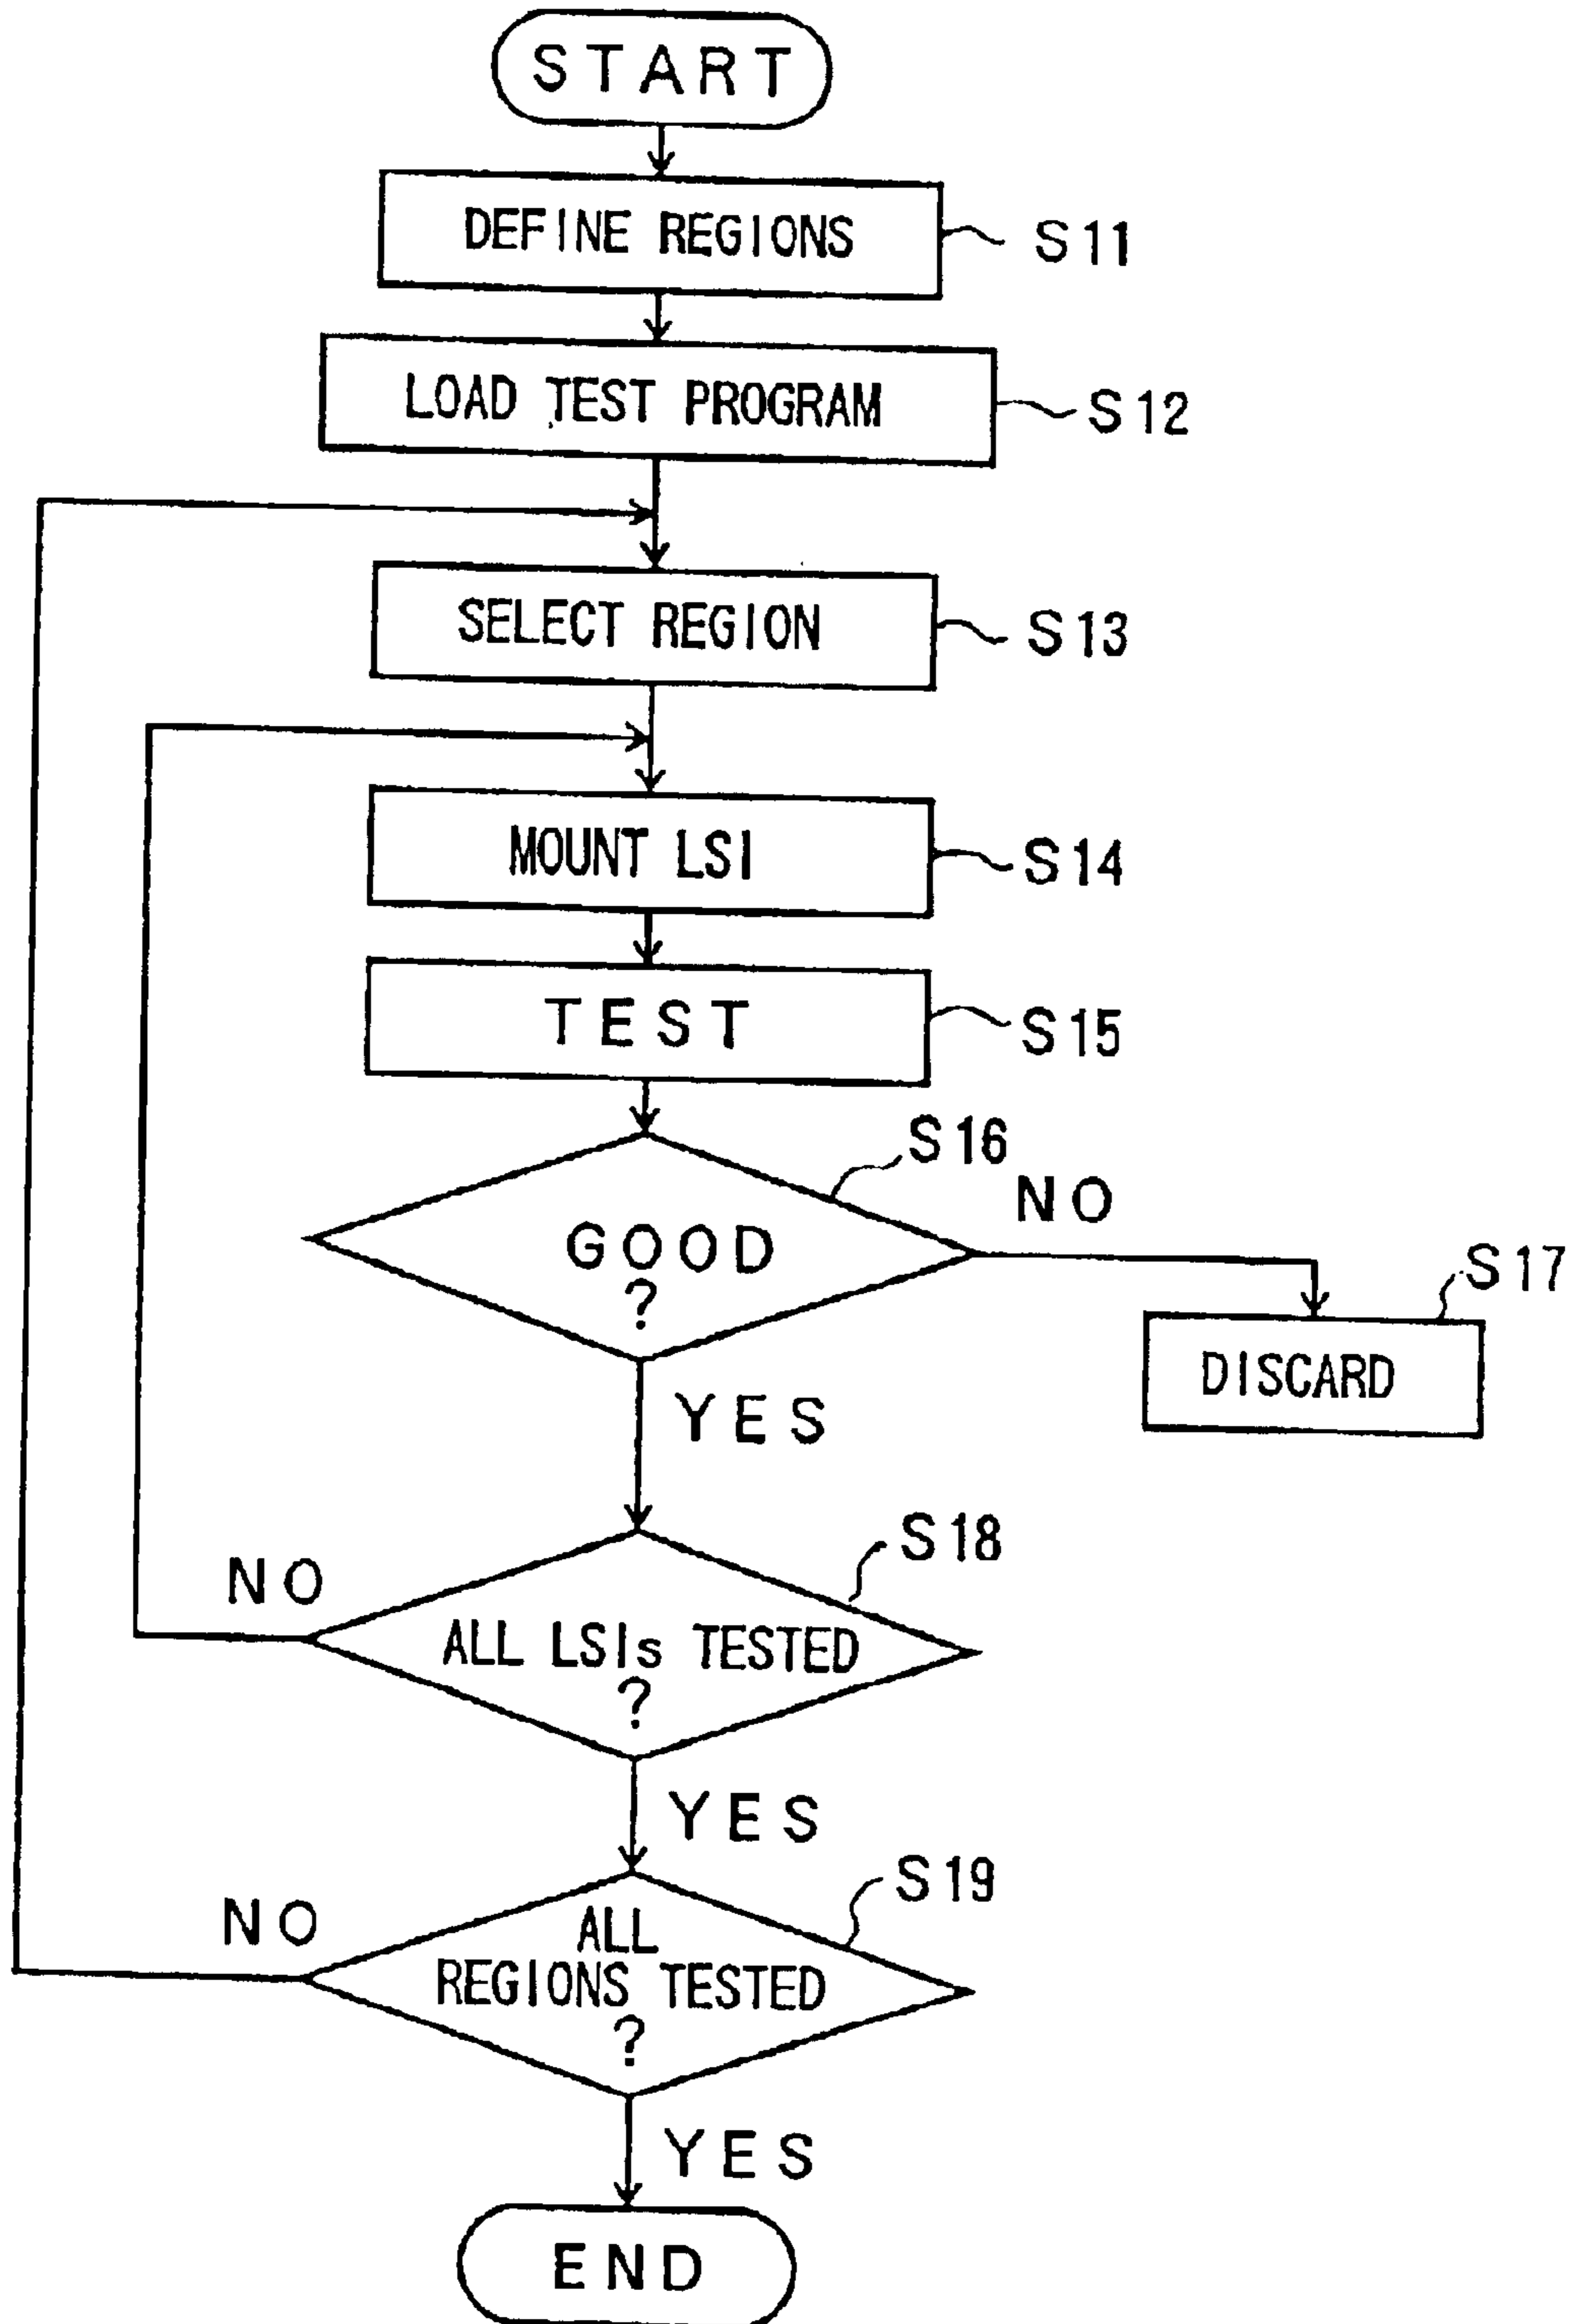 START
DEFINE REGIONS
S11
LOAD TEST PROGRAM
S12
SELECT REGION
S13
MOUNT LSI
S14
TEST
S15
S16
NO
GOOD
?
S17
DISCARD
YES
S18
NO
ALL LSIs TESTED
?
YES
S19
NO
ALL
REGIONS TESTED
?
YES
END